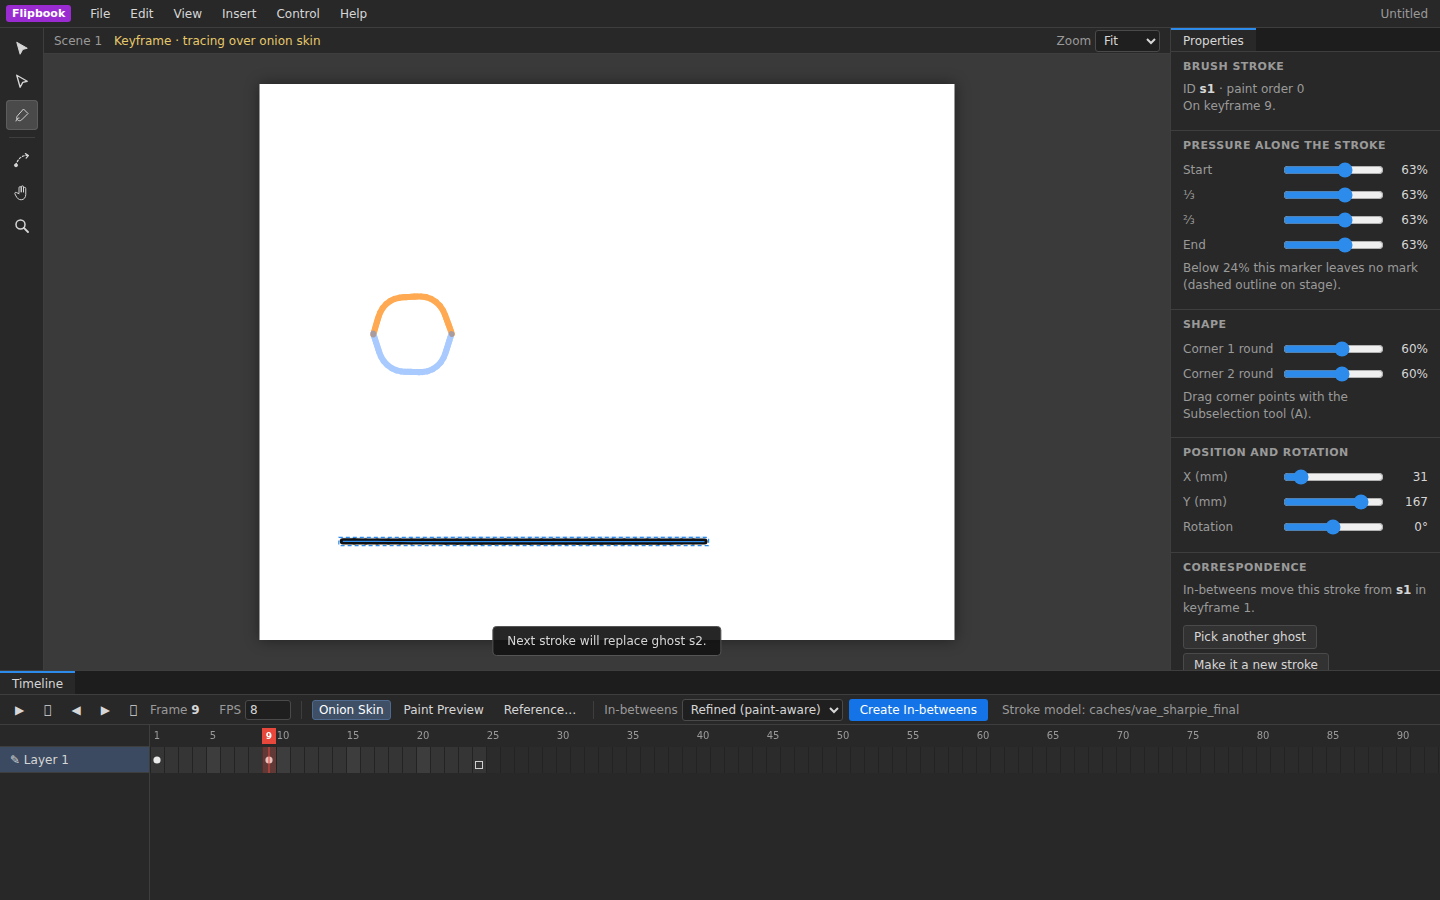 Flipbook File Edit View Insert Control Help Untitled
Scene 1 Keyframe · tracing over onion skin Zoom Fit
Properties
BRUSH STROKE
ID s1 · paint order 0
On keyframe 9.
PRESSURE ALONG THE STROKE
Start 63%
⅓ 63%
⅔ 63%
End 63%
Below 24% this marker leaves no mark
(dashed outline on stage).
SHAPE
Corner 1 round 60%
Corner 2 round 60%
Drag corner points with the
Subselection tool (A).
POSITION AND ROTATION
X (mm) 31
Y (mm) 167
Rotation 0°
CORRESPONDENCE
In-betweens move this stroke from s1 in
keyframe 1.
Pick another ghost
Make it a new stroke
Next stroke will replace ghost s2.
Timeline
Frame 9 FPS 8 Onion Skin Paint Preview Reference… In-betweens Refined (paint-aware) Create In-betweens Stroke model: caches/vae_sharpie_final
1 5 9 10 15 20 25 30 35 40 45 50 55 60 65 70 75 80 85 90
✎ Layer 1